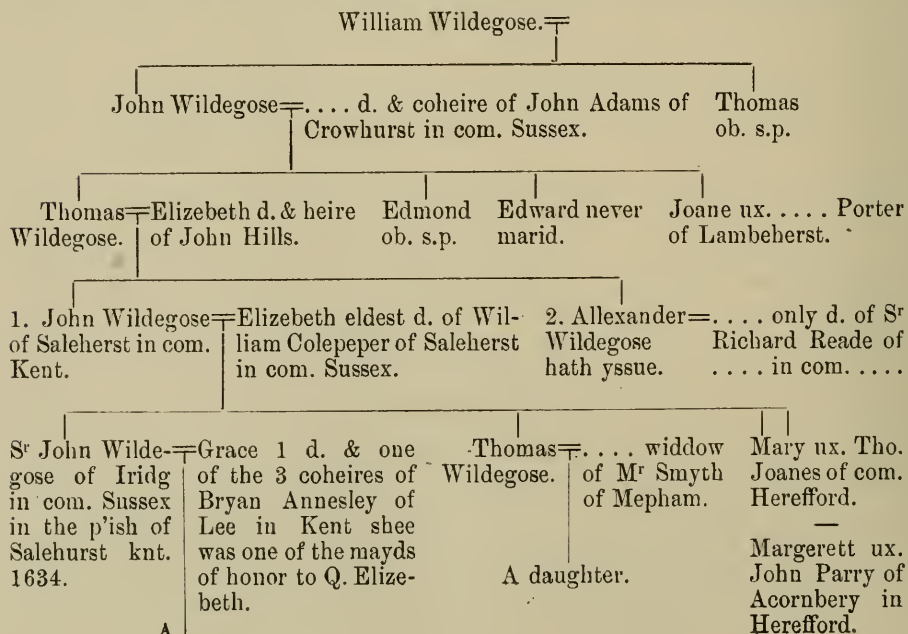 William Wildegose.
John Wildegose .... d. & coheire of John Adams of
Crowhurst in com. Sussex.
Thomas
ob. s.p.
Thomas
Wildegose.
Elizebeth d. & heire
of John Hills.
Edmond
ob. s.p.
Edward never
marid.
Joane ux. .... Porter
of Lambeherst.
1. John Wildegose
of Saleherst in com.
Kent.
Elizebeth eldest d. of Wil-
liam Colepeper of Saleherst
in com. Sussex.
2. Allexander
Wildegose
hath yssue.
.... only d. of Sʳ
Richard Reade of
.... in com. ....
Sʳ John Wilde-
gose of Iridg
in com. Sussex
in the p'ish of
Salehurst knt.
1634.
Grace 1 d. & one
of the 3 coheires of
Bryan Annesley of
Lee in Kent shee
was one of the mayds
of honor to Q. Elize-
beth.
Thomas
Wildegose.
.... widdow
of Mʳ Smyth
of Mepham.
A daughter.
Mary ux. Tho.
Joanes of com.
Herefford.
—
Margerett ux.
John Parry of
Acornbery in
Herefford.
A